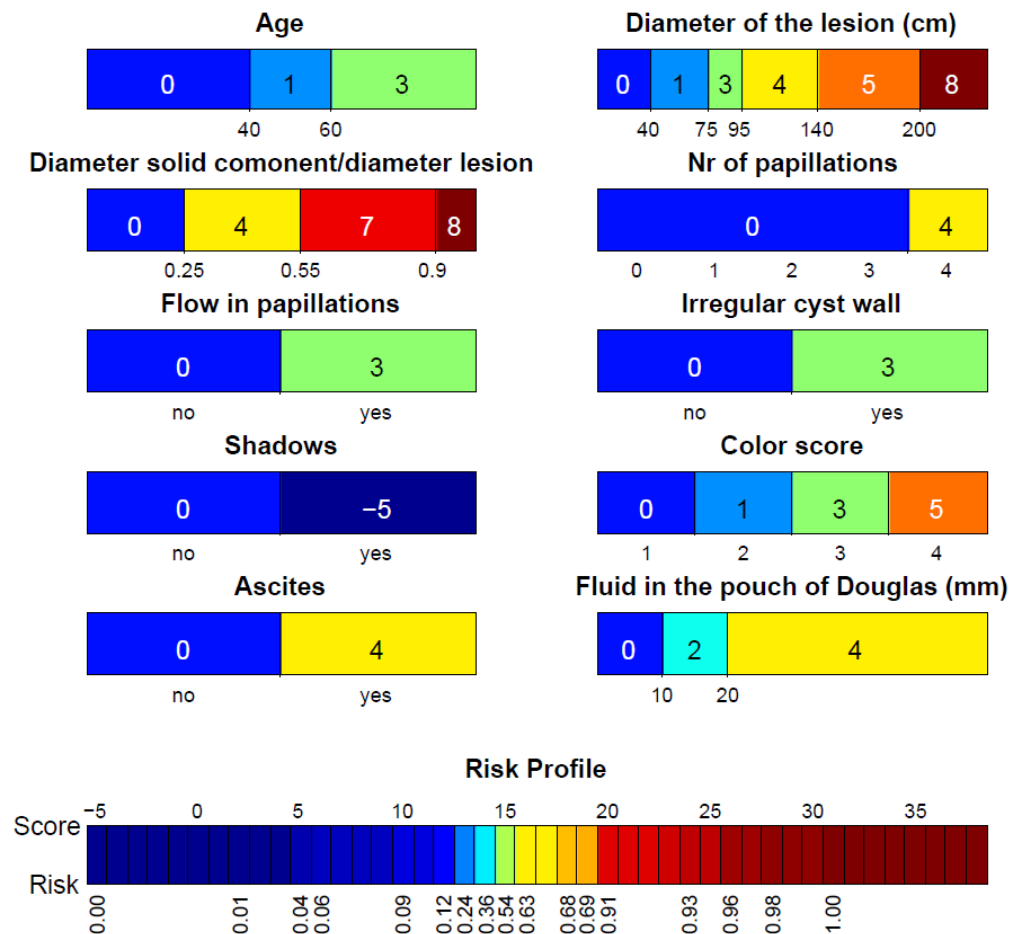 Age
0 1 3
40 60
Diameter of the lesion (cm)
0 1 3 4 5 8
40 75 95 140 200
Diameter solid comonent/diameter lesion
0 4 7 8
0.25 0.55 0.9
Nr of papillations
0 4
0 1 2 3 4
Flow in papillations
0 3
no yes
Irregular cyst wall
0 3
no yes
Shadows
0 −5
no yes
Color score
0 1 3 5
1 2 3 4
Ascites
0 4
no yes
Fluid in the pouch of Douglas (mm)
0 2 4
10 20
Risk Profile
−5 0 5 10 15 20 25 30 35
Score
Risk
0.00 0.01 0.04 0.06 0.09 0.12 0.24 0.36 0.54 0.63 0.68 0.69 0.91 0.93 0.96 0.98 1.00